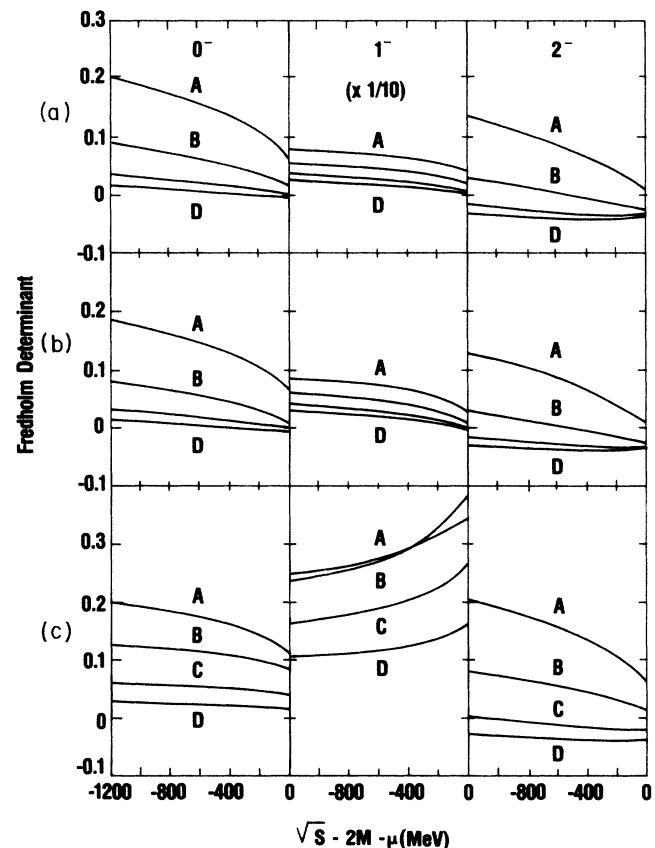 0.3
0⁻ 1⁻ 2⁻
(x 1/10)
0.2
A
A
A
(a)
0.1
B
B
0
D D D
-0.1
Fredholm Determinant
0.2
A
A
A
(b)
0.1
B
B
0
D D D
-0.1
0.3
A
0.2
A B A
(c)
B C B
0.1
C D C
0
D D
-0.1
-1200 -800 -400 0 -800 -400 0 -800 -400 0
√S - 2M - μ(MeV)